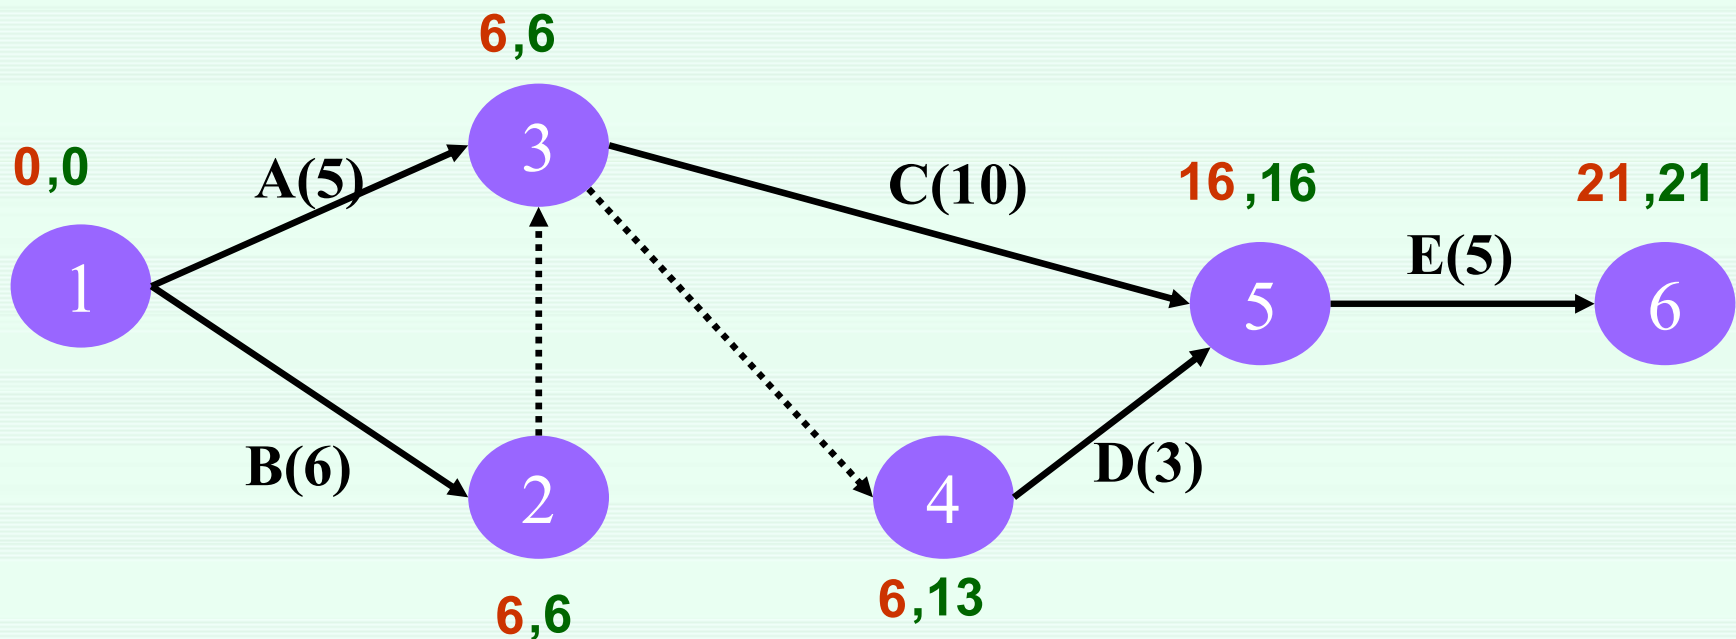 6,6
3
0,0
A(5)
C(10)
16,16
21,21
1
E(5)
5
6
B(6)
2
4
D(3)
6,6
6,13